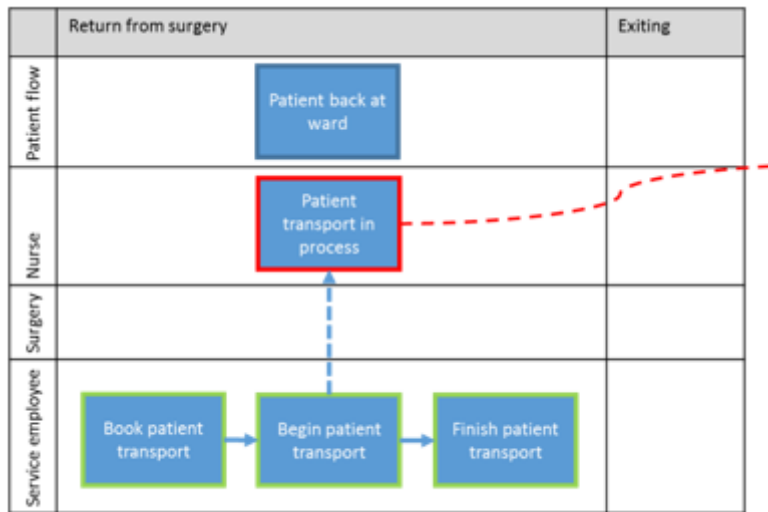 Return from surgery
Exiting
Patient flow
Patient back at
ward
Nurse
Patient
transport in
process
Surgery
Service employee
Book patient
transport
Begin patient
transport
Finish patient
transport